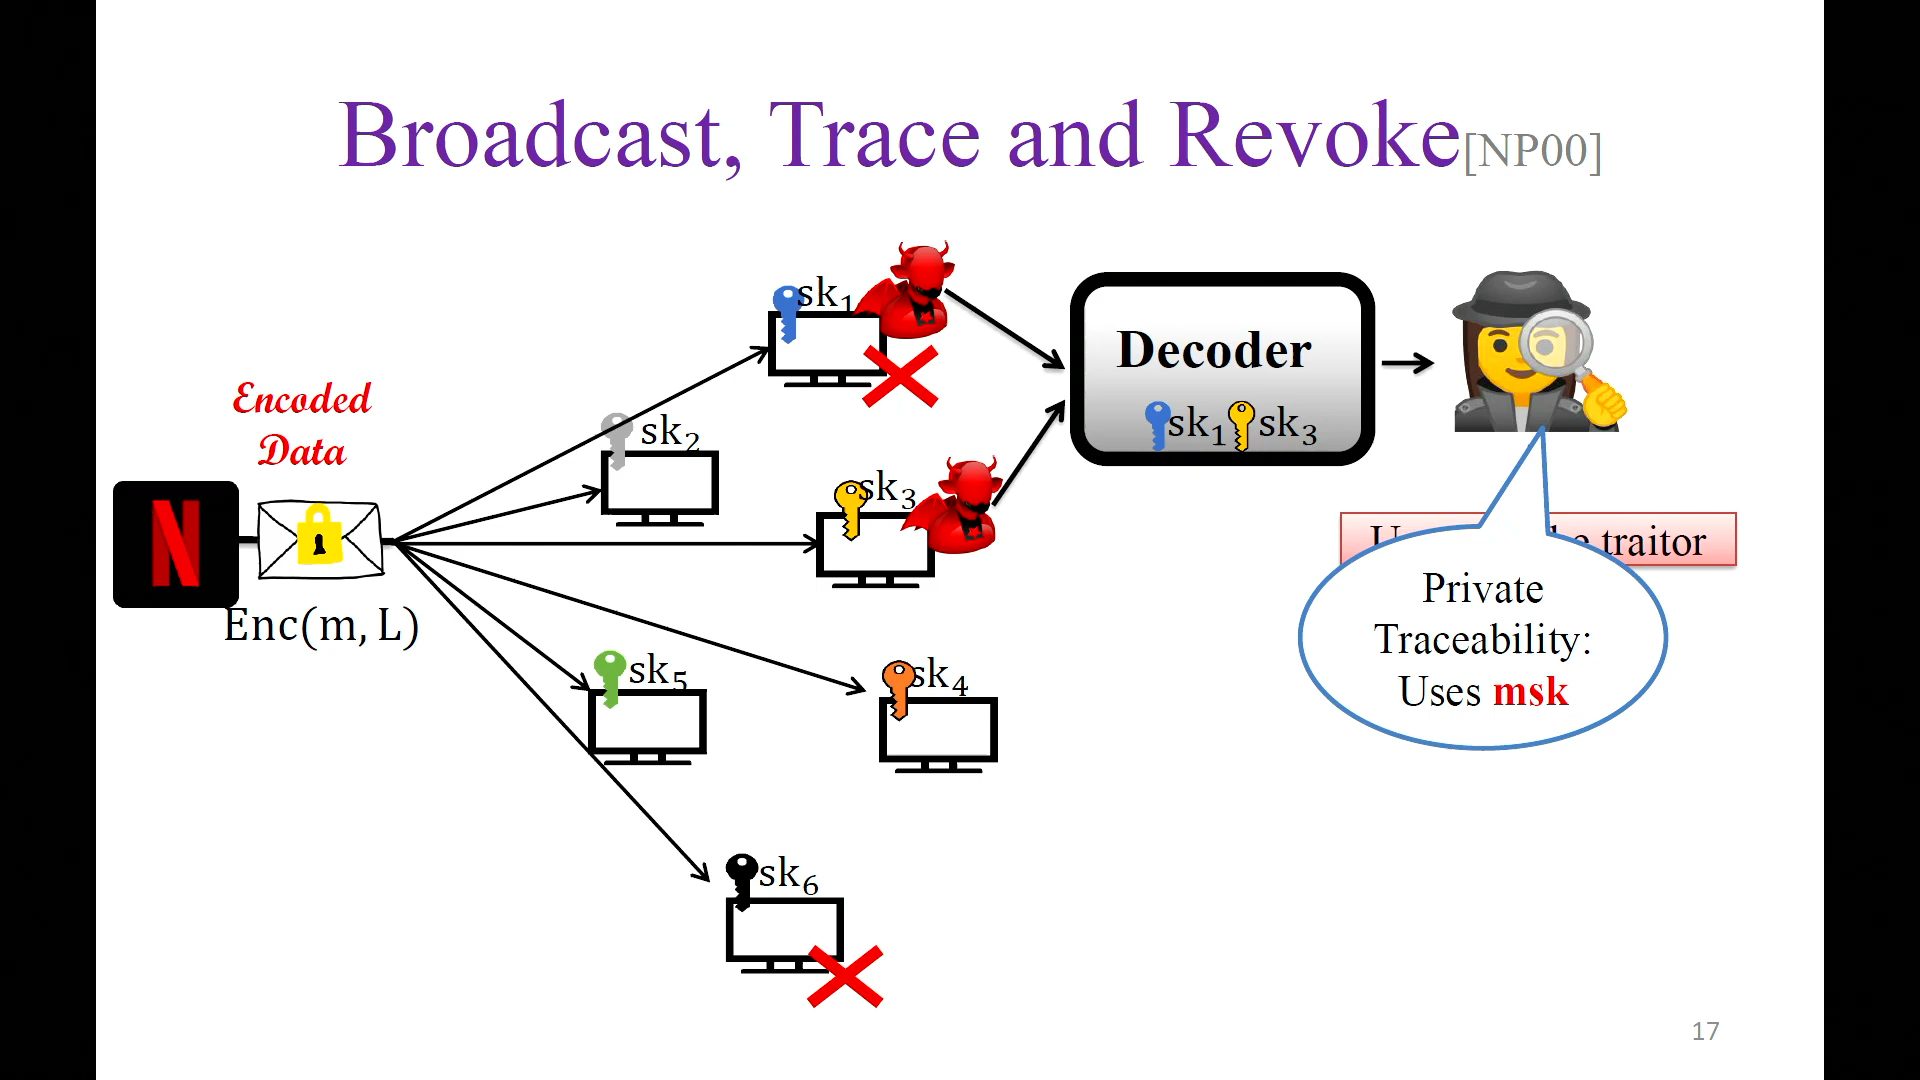 Broadcast, Trace and Revoke[NP00]
Encoded
Data
N
Enc(m, L)
sk1
sk2
sk3
sk5
sk4
sk6
Decoder
sk1 sk3
traitor
Private
Traceability:
Uses msk
17